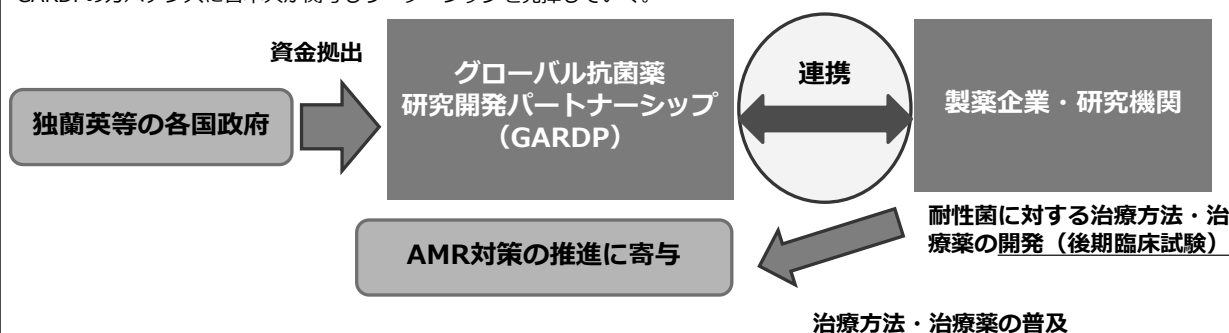 資金拠出
独蘭英等の各国政府
グローバル抗菌薬
研究開発パートナーシップ
（GARDP）
連携
製薬企業・研究機関
耐性菌に対する治療方法・治
療薬の開発（後期臨床試験）
AMR対策の推進に寄与
治療方法・治療薬の普及